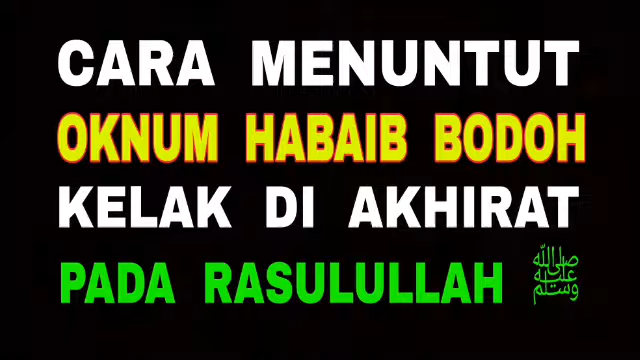 CARA MENUNTUT
OKNUM HABAIB BODOH
KELAK DI AKHIRAT
PADA RASULULLAH ﷺ